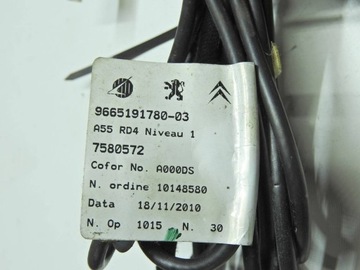 9665191780-03
A55 RD4 Niveau 1
7580572
Cofor No. A000DS
N. ordine 10148580
Data 18/11/2010
N. Op 1015 N. 30